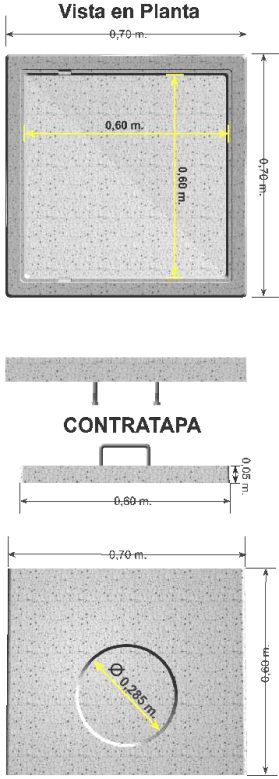 Vista en Planta
0,70 m.
0,60 m.
0,60 m.
0,70 m.
CONTRATAPA
0,05 m.
0,60 m.
0,70 m.
Ø 0,285 m.
0,60 m